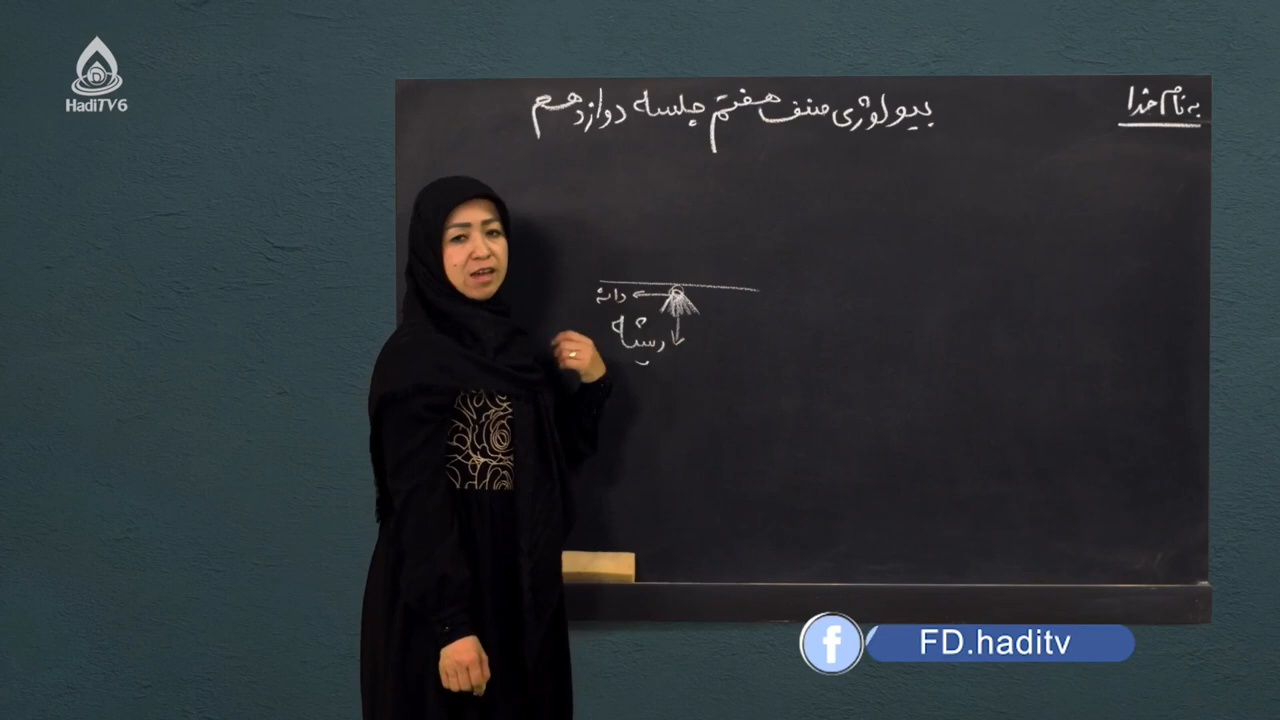 به نام خدا
بیولوژی صنف هفتم جلسه دوازدهم
دانه
ریشه
HadiTV6
FD.haditv